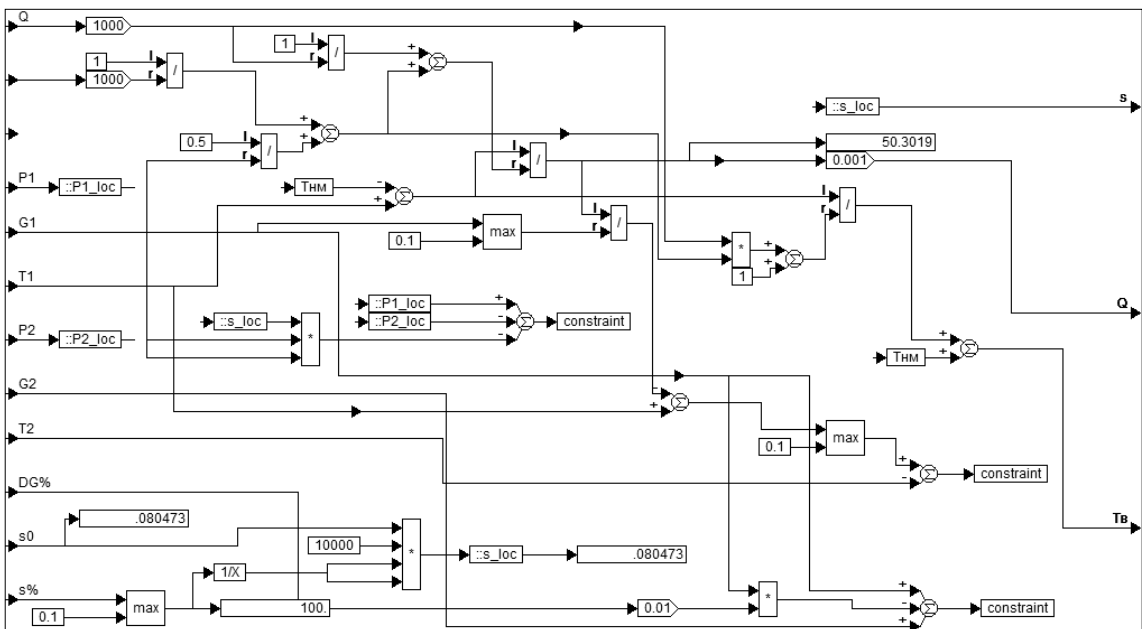 Q
1000
1
l
r
/
1
l
r
/
+
+
Σ
1000
::s_loc
s
0.5
l
r
/
+
+
Σ
l
r
/
50.3019
0.001
P1
::P1_loc
Tнм
-
+
Σ
l
r
/
l
r
/
G1
0.1
max
*
1
+
+
Σ
T1
::P1_loc
::P2_loc
+
-
-
Σ
constraint
Q
P2
::P2_loc
::s_loc
*
Tнм
+
+
Σ
G2
-
+
Σ
T2
0.1
max
+
-
Σ
constraint
DG%
s0
.080473
10000
*
::s_loc
.080473
Tв
1/X
s%
0.1
max
100.
0.01
*
+
-
+
Σ
constraint